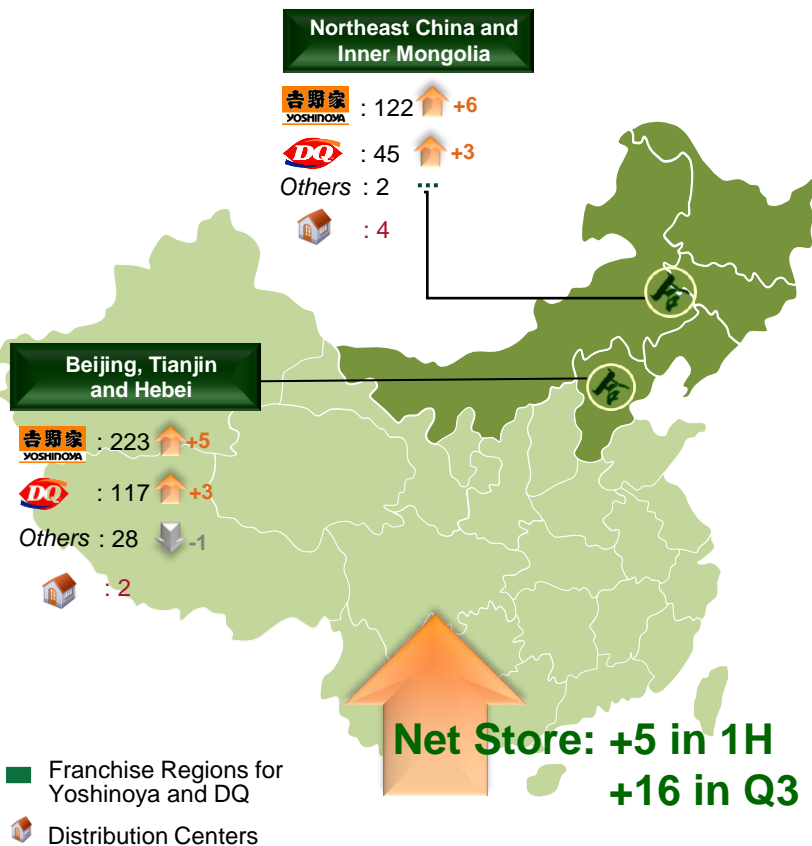 Northeast China and
Inner Mongolia
吉野家
YOSHINOYA : 122 +6
DQ : 45 +3
Others : 2 ...
: 4
Beijing, Tianjin
and Hebei
吉野家
YOSHINOYA : 223 +5
DQ : 117 +3
Others : 28 -1
: 2
Net Store: +5 in 1H
+16 in Q3
Franchise Regions for
Yoshinoya and DQ
Distribution Centers